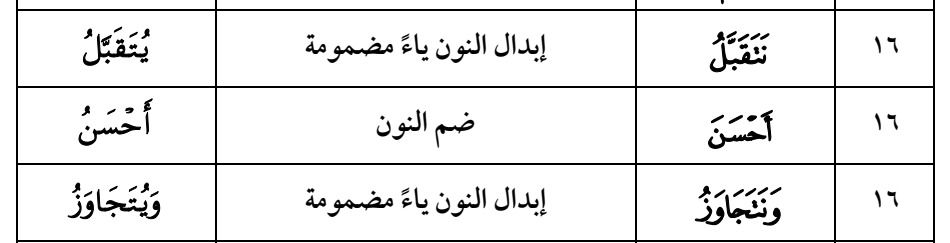 ١٦ نَتَقَبَّلُ إبدال النون ياءً مضمومة يُتَقَبَّلُ
١٦ أَحْسَنَ ضم النون أَحْسَنُ
١٦ وَنَتَجَاوَزُ إبدال النون ياءً مضمومة وَيُتَجَاوَزُ